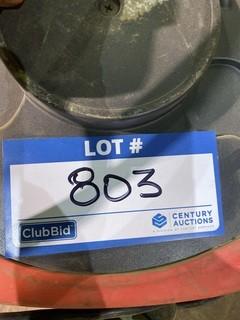 LOT #
803
ClubBid
CENTURY
AUCTIONS